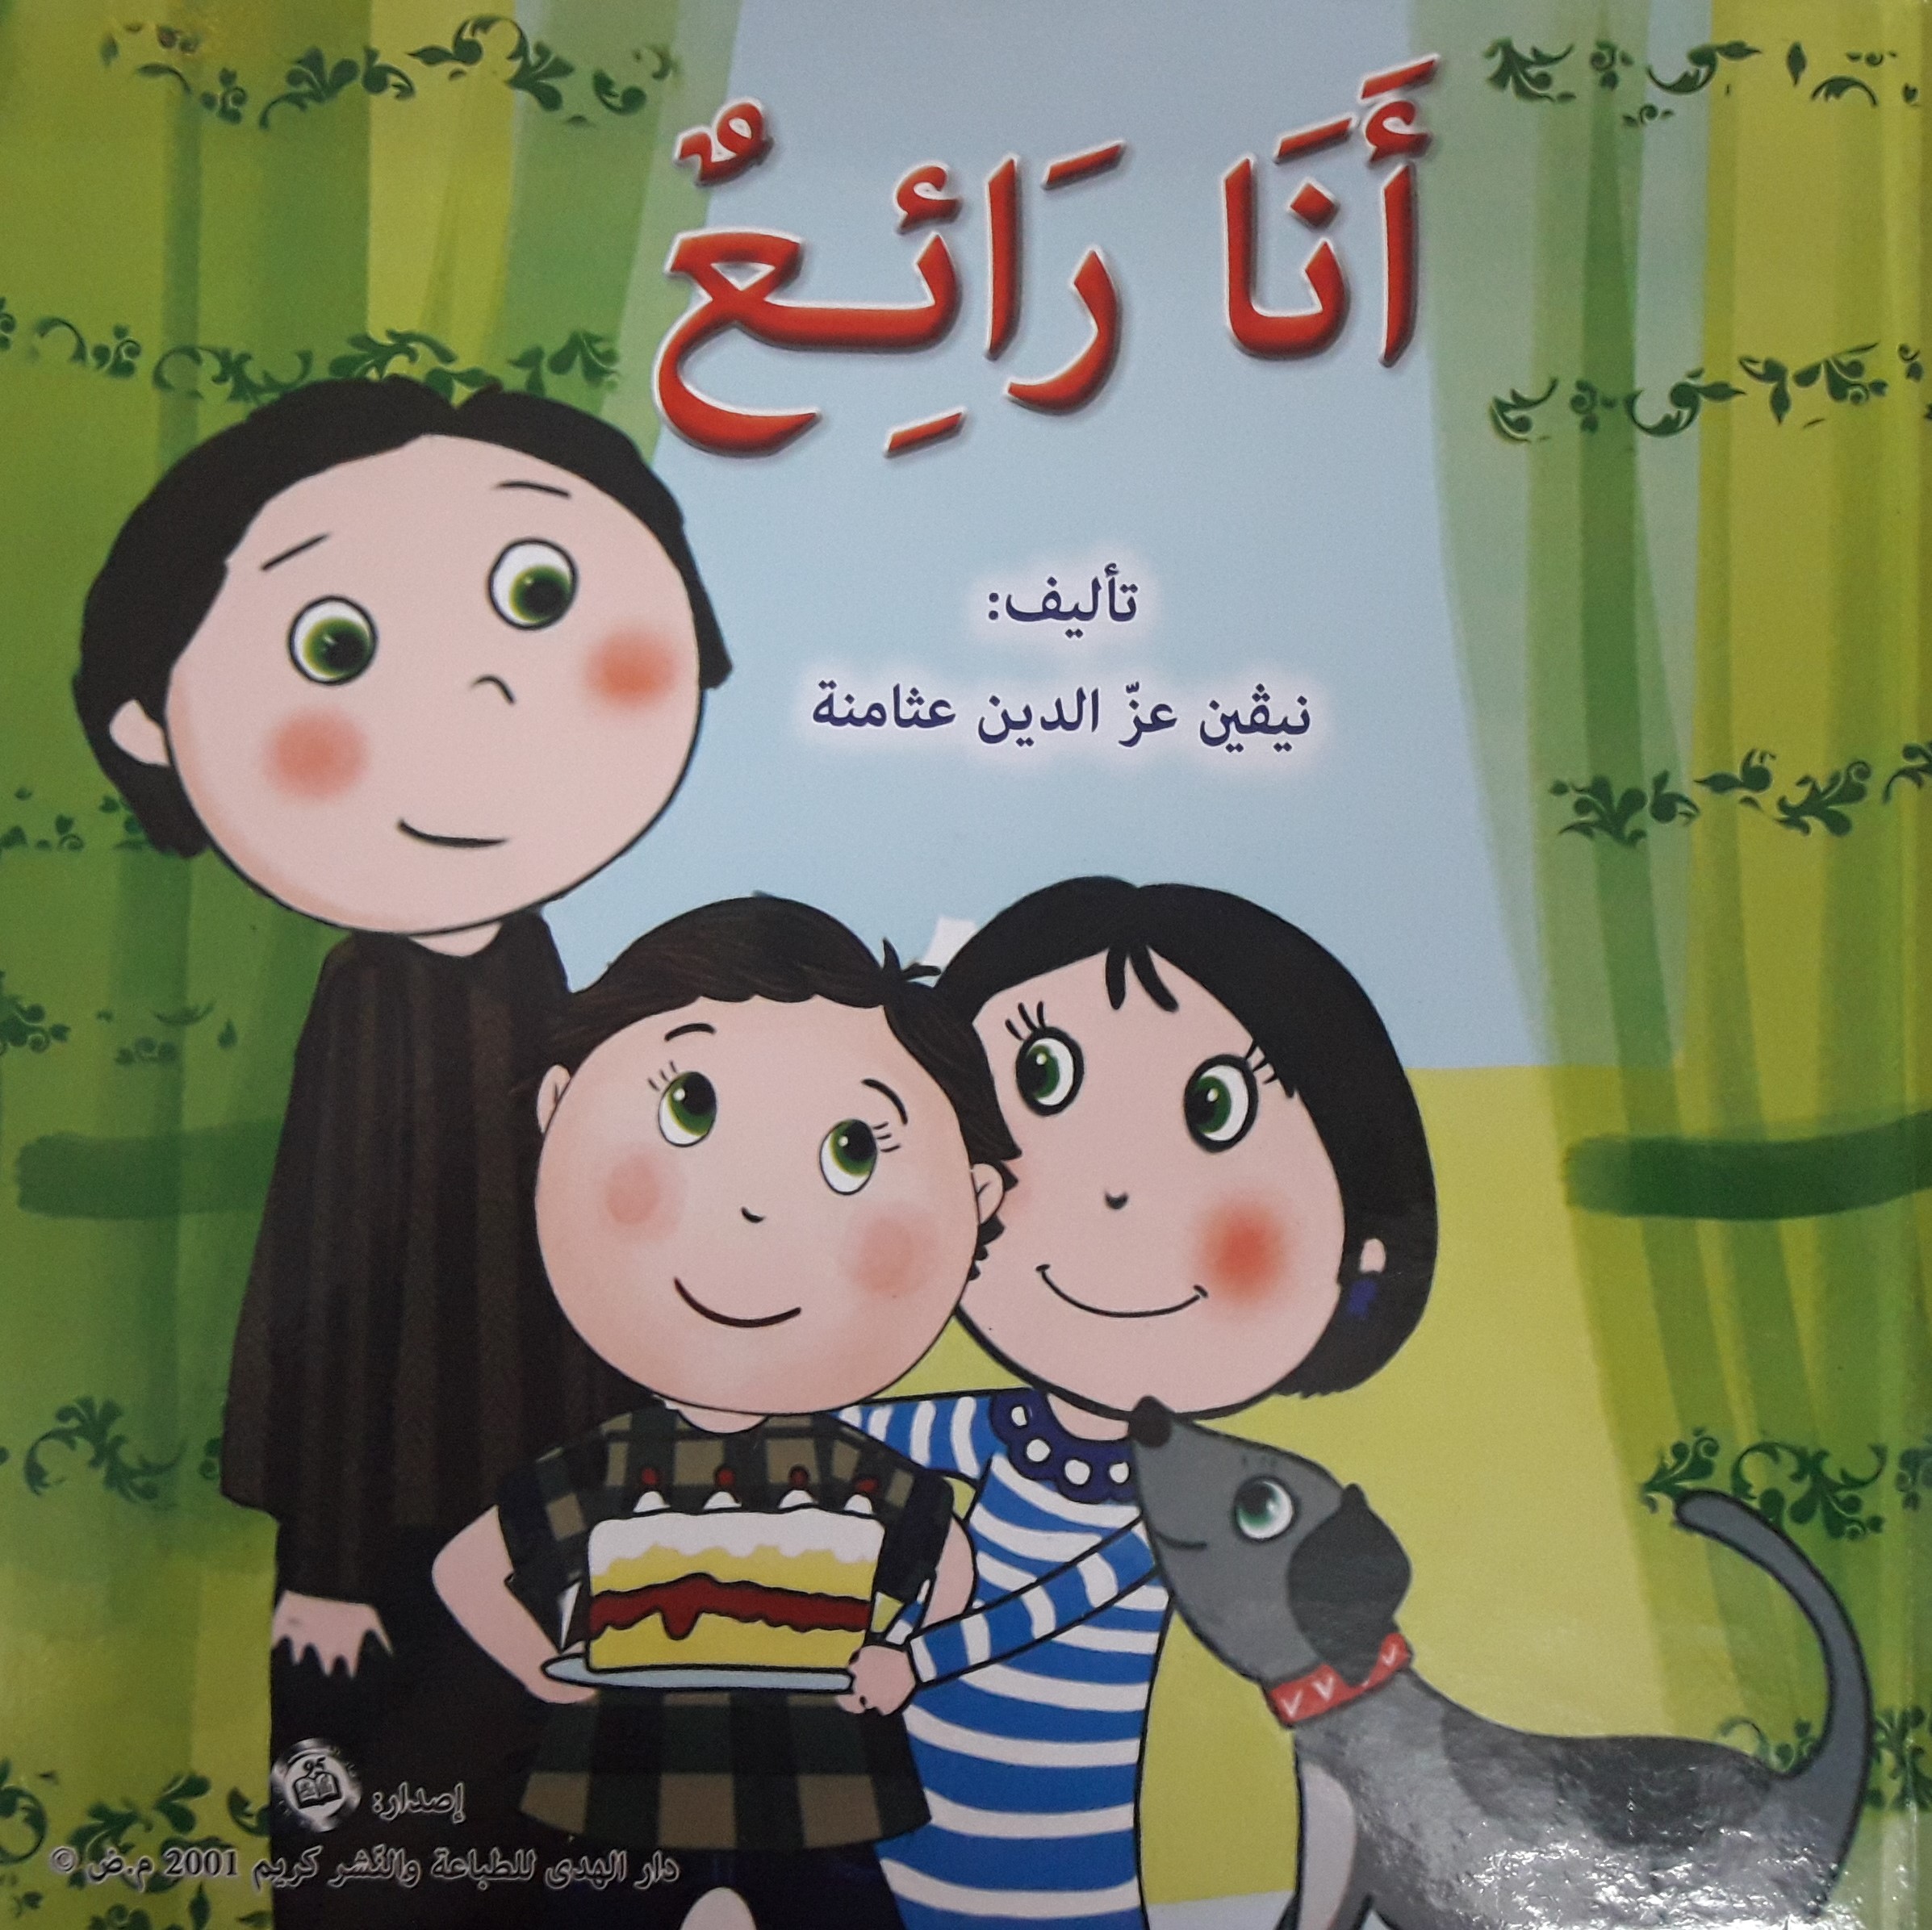 أَنَا رَائِعٌ
تأليف:
نيڤين عزّ الدين عثامنة
إصدار:
دار الهدى للطباعة والنّشر كريم 2001 م.ض ©